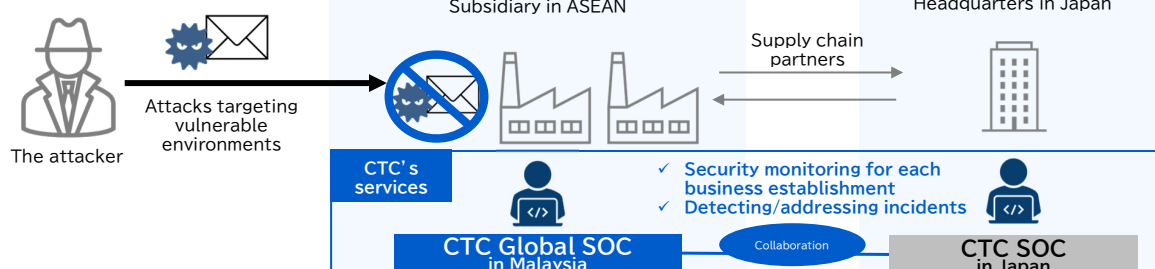 Subsidiary in ASEAN
Headquarters in Japan
Supply chain
partners
Attacks targeting
vulnerable
environments
The attacker
CTC's
services
✓ Security monitoring for each
business establishment
✓ Detecting/addressing incidents
</>
</>
CTC Global SOC
in Malaysia
Collaboration
CTC SOC
in Japan